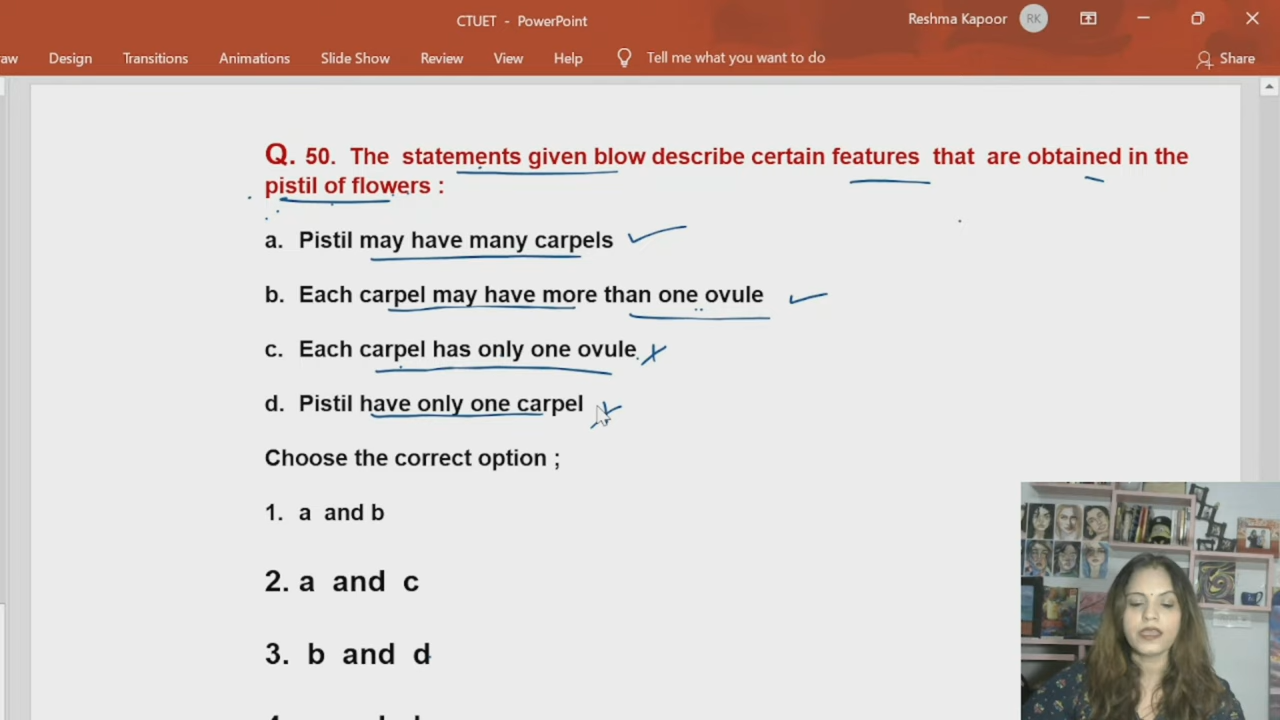 CTUET - PowerPoint
Reshma Kapoor RK
aw Design Transitions Animations Slide Show Review View Help Tell me what you want to do Share
Q. 50. The statements given blow describe certain features that are obtained in the
pistil of flowers :
a. Pistil may have many carpels
b. Each carpel may have more than one ovule
c. Each carpel has only one ovule.
d. Pistil have only one carpel
Choose the correct option ;
1. a and b
2. a and c
3. b and d